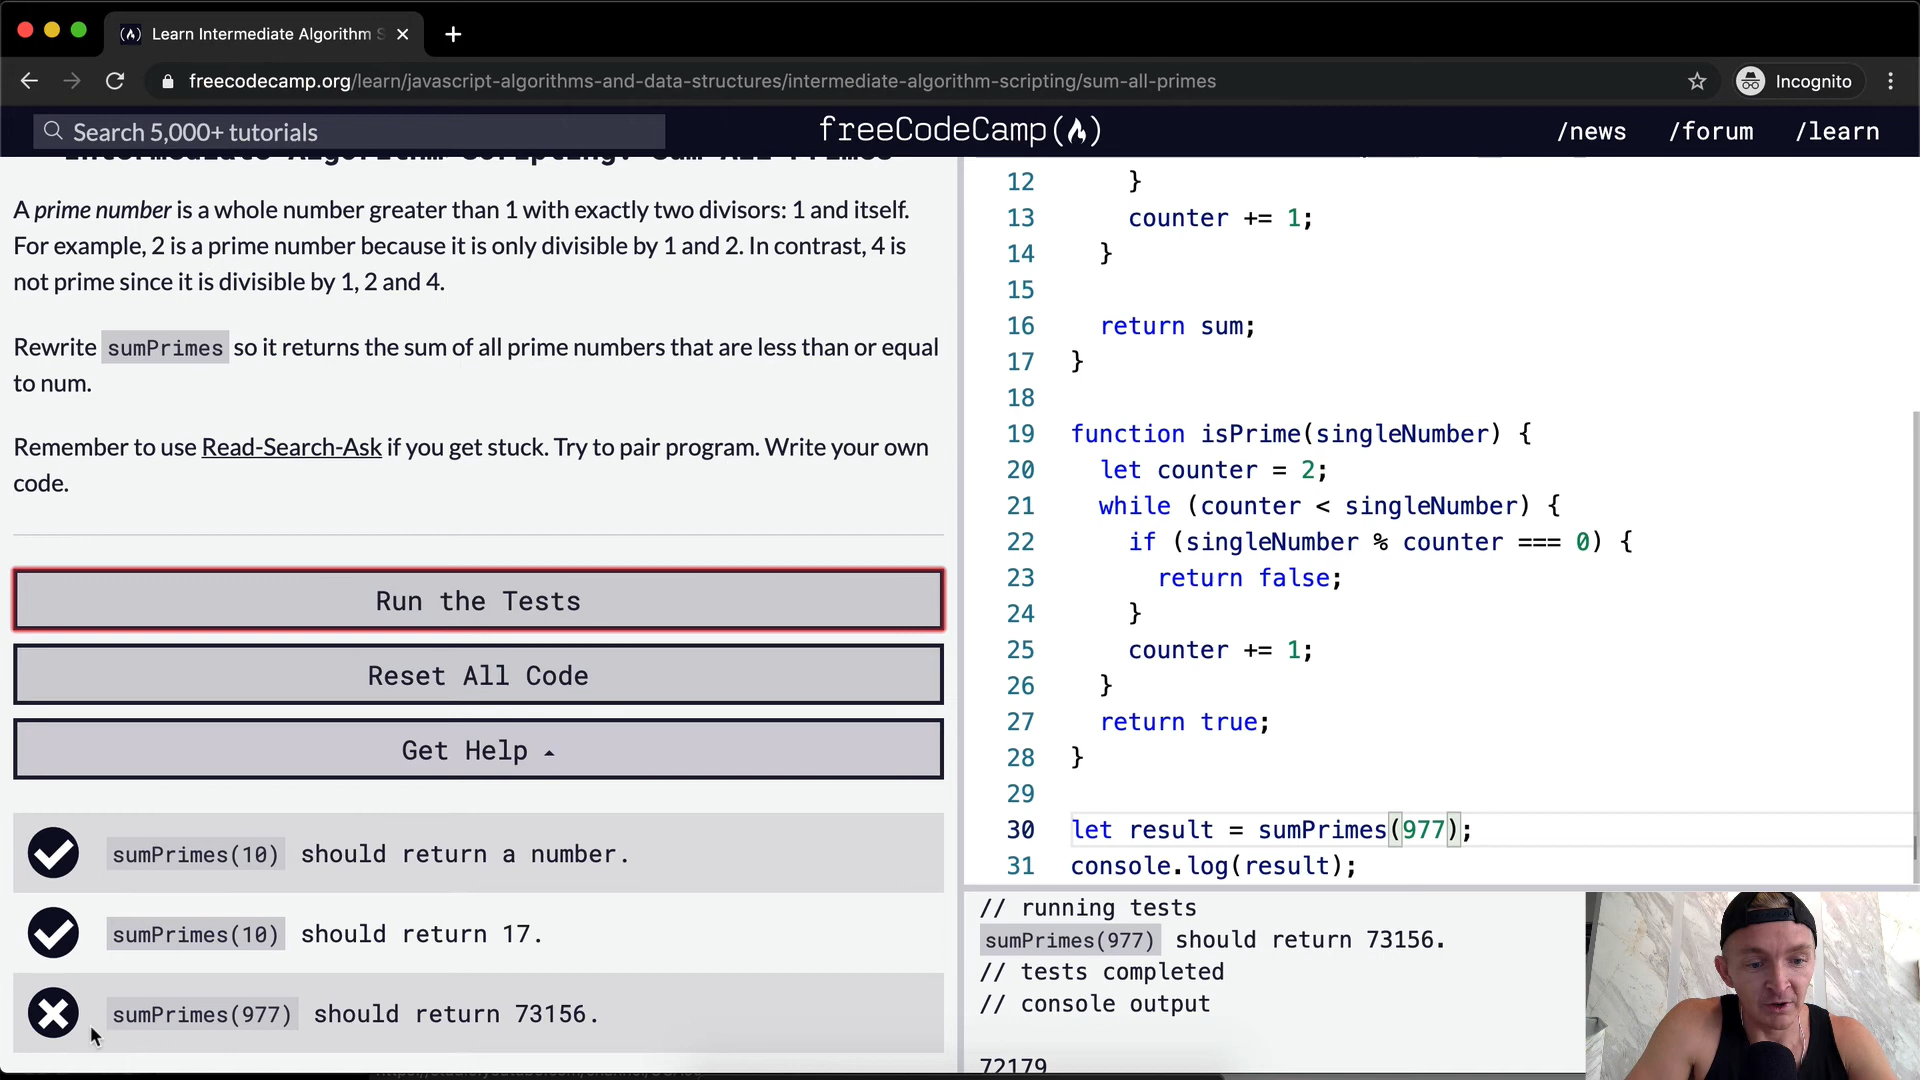 Learn Intermediate Algorithm S
freecodecamp.org/learn/javascript-algorithms-and-data-structures/intermediate-algorithm-scripting/sum-all-primes
Incognito
Search 5,000+ tutorials
freeCodeCamp
/news /forum /learn
Intermediate Algorithm Scripting: Sum All Primes
A prime number is a whole number greater than 1 with exactly two divisors: 1 and itself.
For example, 2 is a prime number because it is only divisible by 1 and 2. In contrast, 4 is
not prime since it is divisible by 1, 2 and 4.
Rewrite sumPrimes so it returns the sum of all prime numbers that are less than or equal
to num.
Remember to use Read-Search-Ask if you get stuck. Try to pair program. Write your own
code.
Run the Tests
Reset All Code
Get Help
sumPrimes(10) should return a number.
sumPrimes(10) should return 17.
sumPrimes(977) should return 73156.
12 }
13 counter += 1;
14 }
15
16 return sum;
17 }
18
19 function isPrime(singleNumber) {
20 let counter = 2;
21 while (counter < singleNumber) {
22 if (singleNumber % counter === 0) {
23 return false;
24 }
25 counter += 1;
26 }
27 return true;
28 }
29
30 let result = sumPrimes(977);
31 console.log(result);
// running tests
sumPrimes(977) should return 73156.
// tests completed
// console output
72179